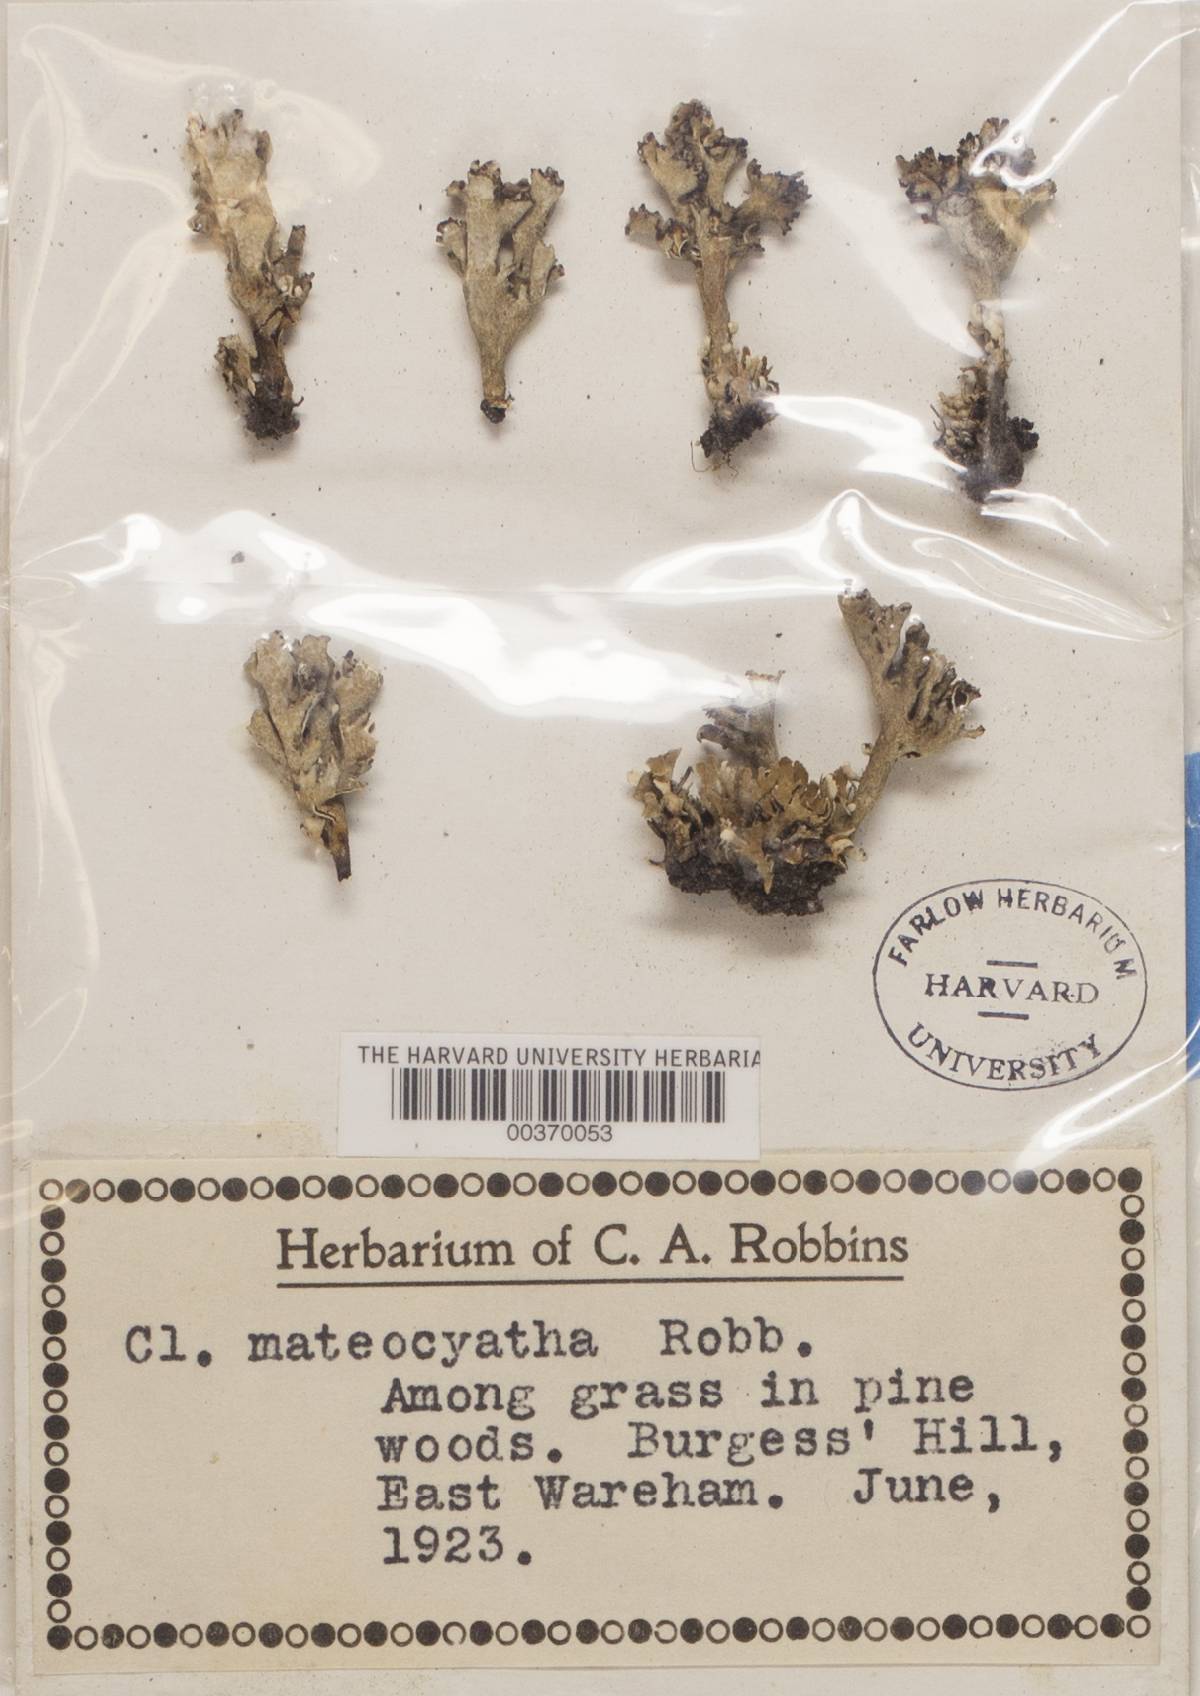 FARLOW HERBARIUM
HARVARD
UNIVERSITY
THE HARVARD UNIVERSITY HERBARIA
00370053
Herbarium of C. A. Robbins
Cl. mateocyatha Robb.
Among grass in pine
woods. Burgess' Hill,
East Wareham. June,
1923.